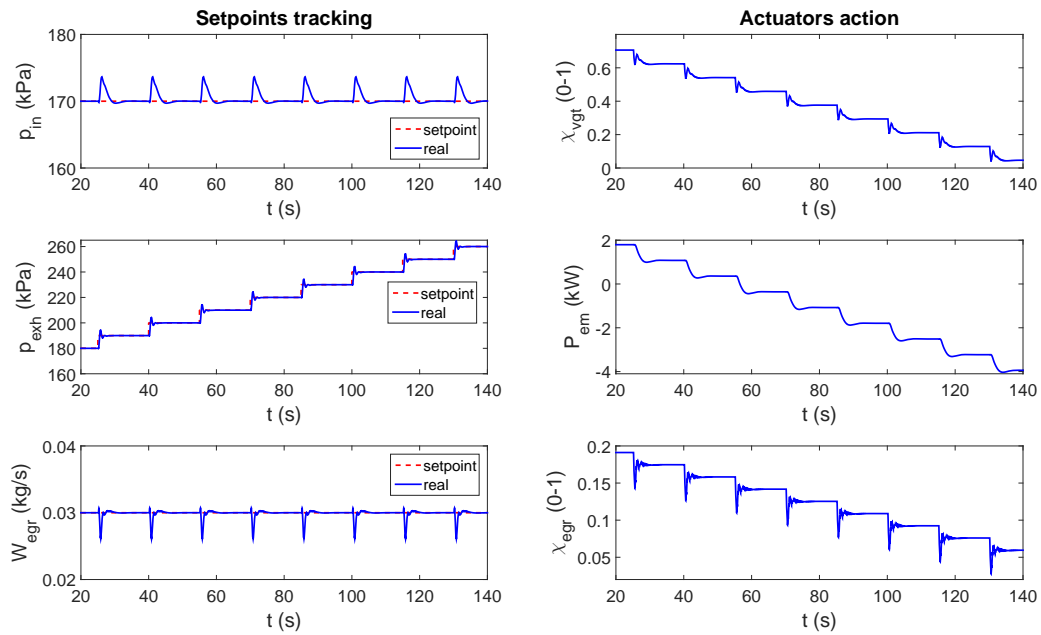 Setpoints tracking
180
170
160
p_in (kPa)
setpoint
real
20 40 60 80 100 120 140
t (s)
260
240
220
200
180
160
p_exh (kPa)
setpoint
real
20 40 60 80 100 120 140
t (s)
0.04
0.03
0.02
W_egr (kg/s)
setpoint
real
20 40 60 80 100 120 140
t (s)
Actuators action
0.6
0.4
0.2
0
χ_vgt (0-1)
20 40 60 80 100 120 140
t (s)
2
0
-2
-4
P_em (kW)
20 40 60 80 100 120 140
t (s)
0.2
0.15
0.1
0.05
χ_egr (0-1)
20 40 60 80 100 120 140
t (s)